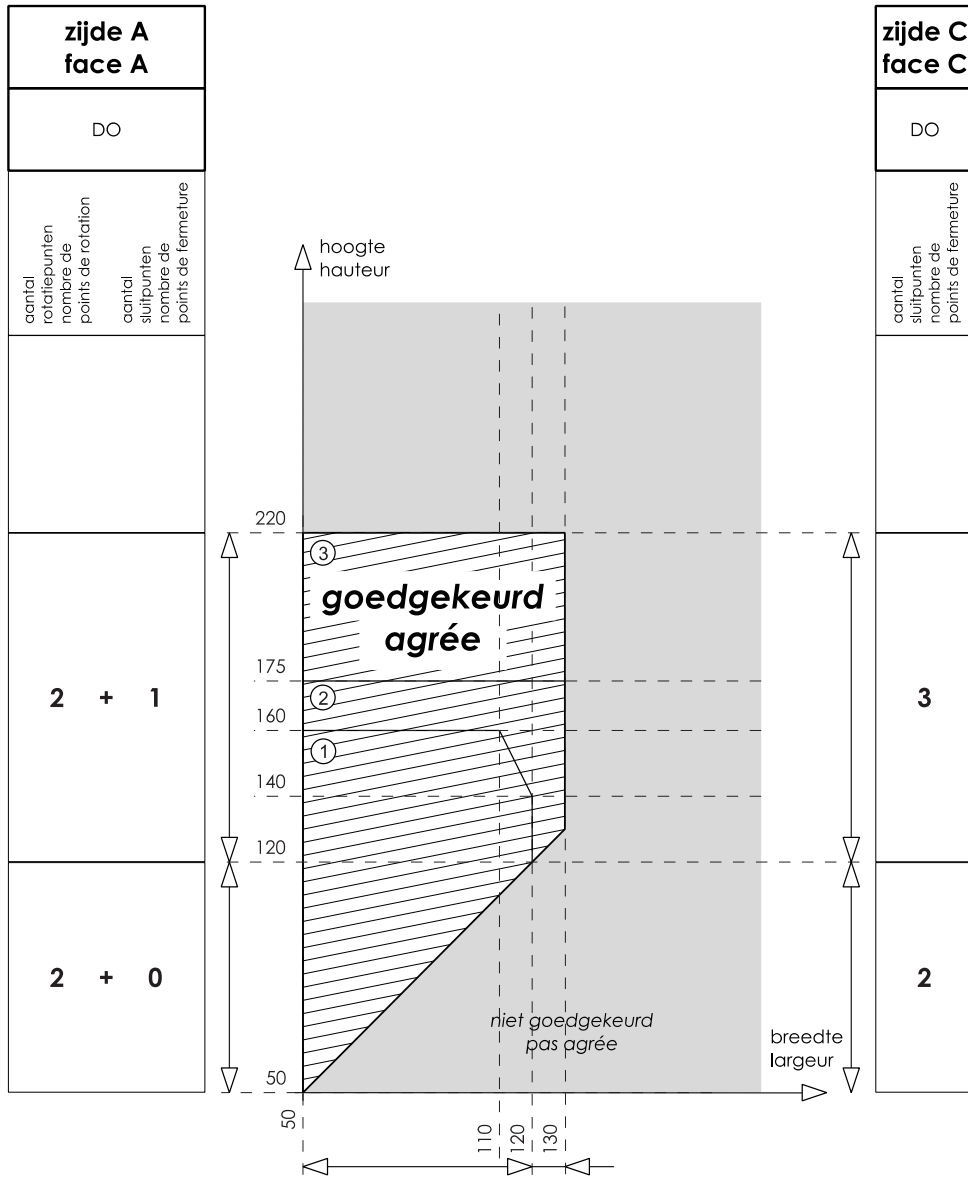 zijde A
face A
DO
aantal
rotatiepunten
nombre de
points de rotation
aantal
sluitpunten
nombre de
points de fermeture
2 + 1
2 + 0
hoogte
hauteur
220
175
160
140
120
50
3
goedgekeurd
agrée
2
1
niet goedgekeurd
pas agrée
breedte
largeur
50
110
120
130
zijde C
face C
DO
aantal
sluitpunten
nombre de
points de fermeture
3
2